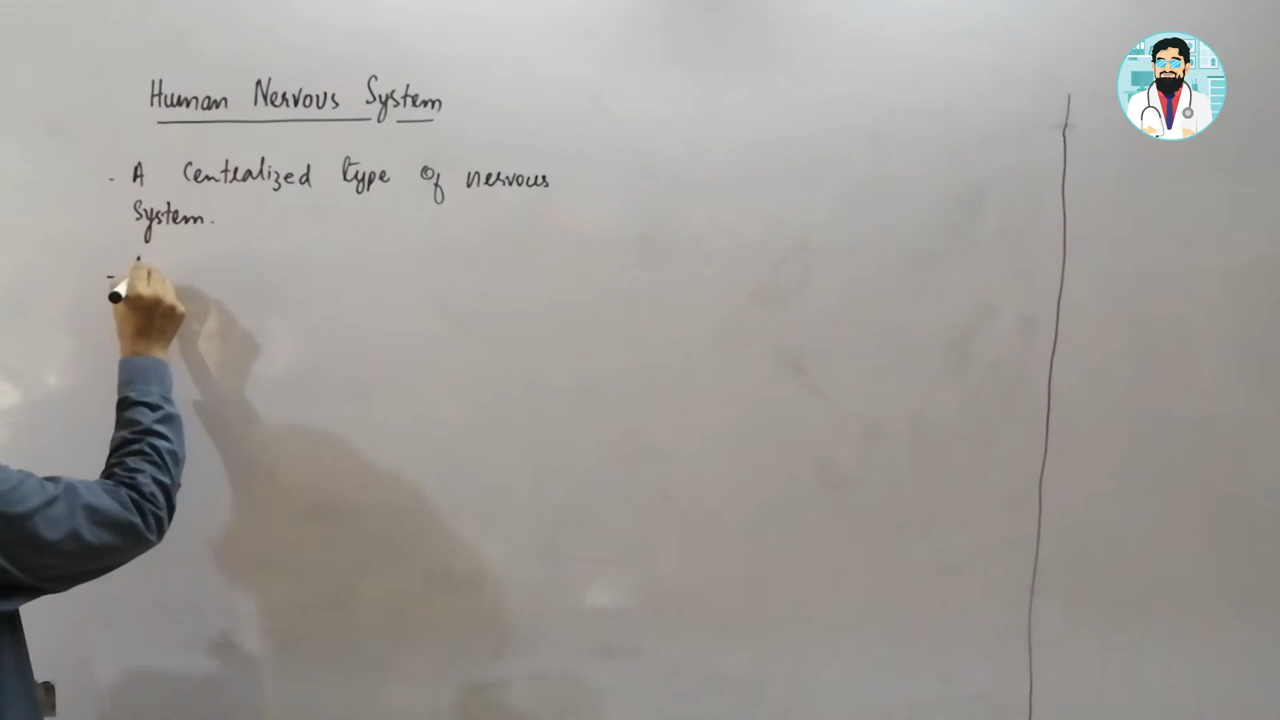 Human Nervous System
- A centralized type of nervous
System.
-